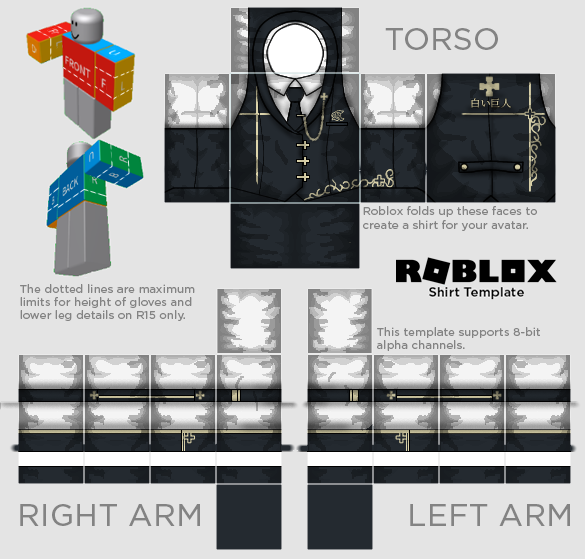 TORSO
FRONT
F
L
R
U
BACK
R
B
白い巨人
Roblox folds up these faces to
create a shirt for your avatar.
ROBLOX
Shirt Template
The dotted lines are maximum
limits for height of gloves and
lower leg details on R15 only.
This template supports 8-bit
alpha channels.
RIGHT ARM
LEFT ARM